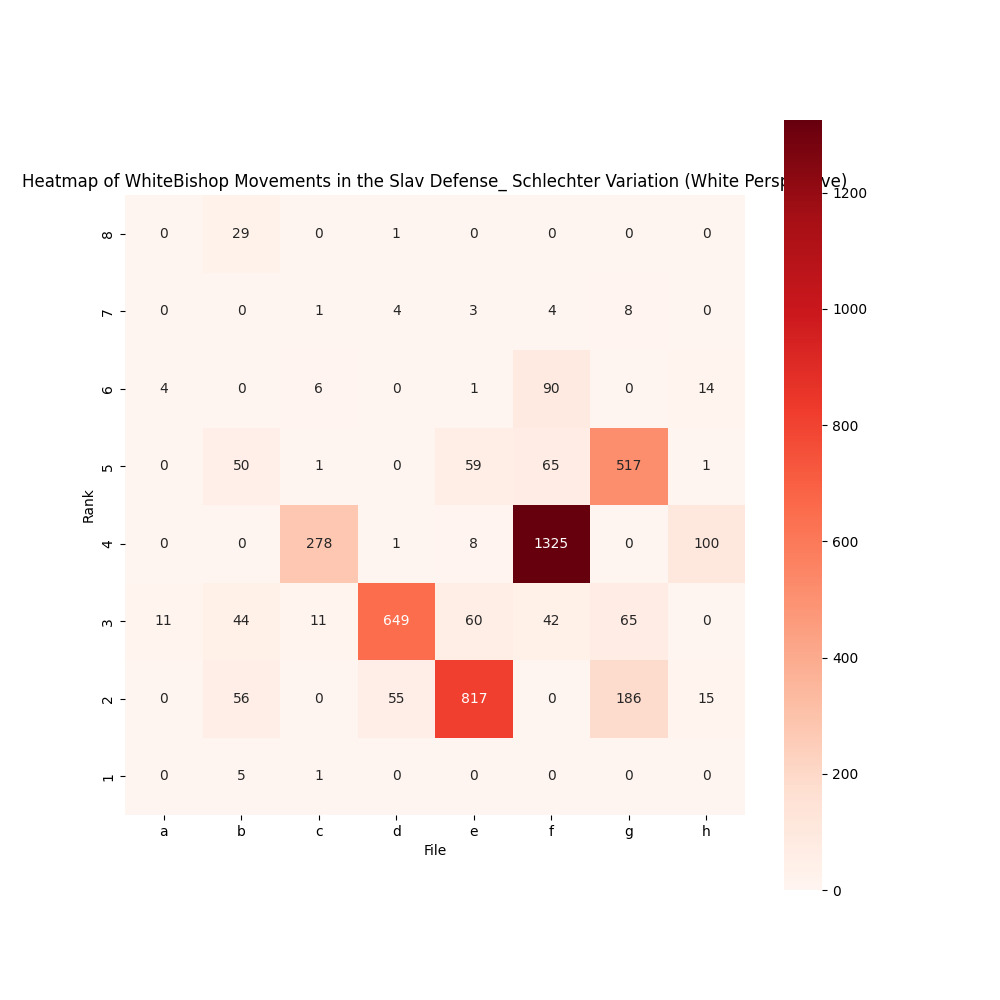 Heatmap of WhiteBishop Movements in the Slav Defense_ Schlechter Variation (White Persp ve)
8 0 29 0 1 0 0 0 0
7 0 0 1 4 3 4 8 0
6 4 0 6 0 1 90 0 14
5 0 50 1 0 59 65 517 1
4 0 0 278 1 8 1325 0 100
3 11 44 11 649 60 42 65 0
2 0 56 0 55 817 0 186 15
1 0 5 1 0 0 0 0 0
a b c d e f g h
File
Rank
1200
1000
800
600
400
200
0